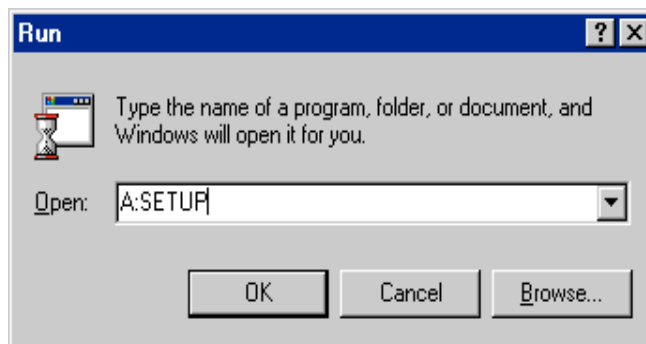 Run
Type the name of a program, folder, or document, and
Windows will open it for you.
Open: A:SETUP
OK Cancel Browse...